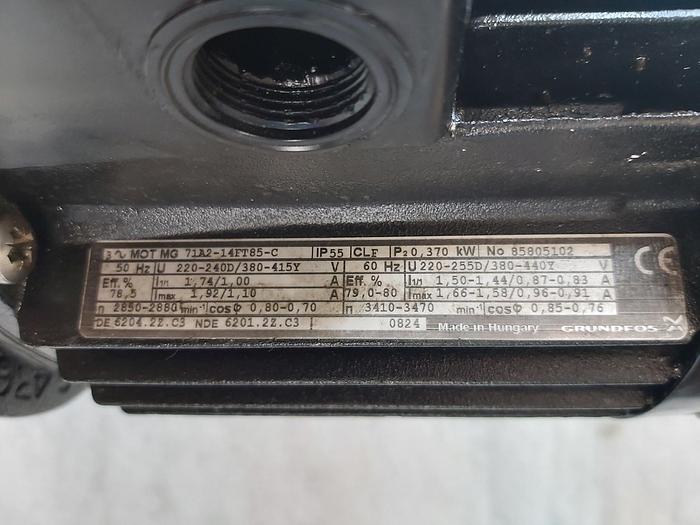 3∿ MOT MG 71A2-14FT85-C IP55 CL F P2 0,370 kW No 85805102
50 Hz U 220-240D/380-415Y V 60 Hz U 220-255D/380-440Y V
Eff. % I1/1 1,74/1,00 A Eff. % I1/1 1,50-1,44/0,87-0,83 A
78,5 Imax 1,92/1,10 A 79,0-80 Imax 1,66-1,58/0,96-0,91 A
n 2850-2880 min⁻¹ cosφ 0,80-0,70 n 3410-3470 min⁻¹ cosφ 0,85-0,76
DE 6204.2Z.C3 NDE 6201.2Z.C3 0824 Made in Hungary GRUNDFOS
CE